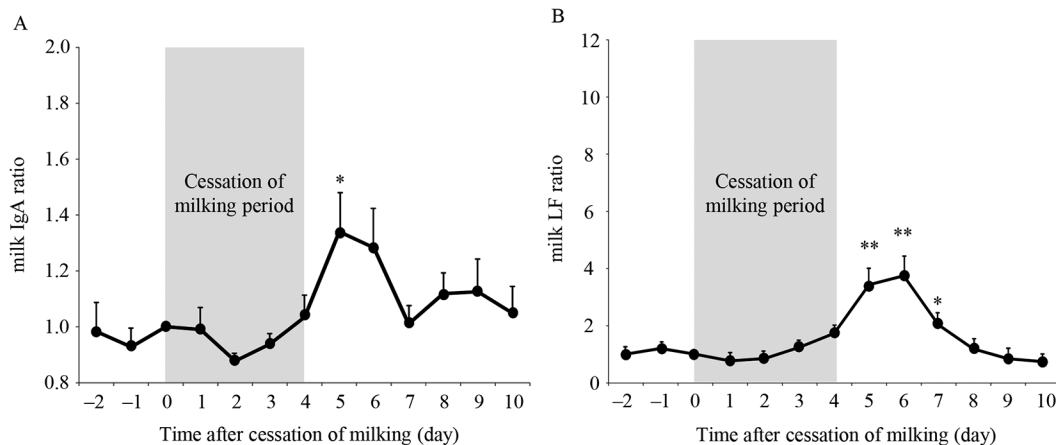 A
milk IgA ratio
2.0
1.8
1.6
1.4
1.2
1.0
0.8
Cessation of
milking period
*
–2 –1 0 1 2 3 4 5 6 7 8 9 10
Time after cessation of milking (day)
B
milk LF ratio
12
10
8
6
4
2
0
Cessation of
milking period
** ** *
–2 –1 0 1 2 3 4 5 6 7 8 9 10
Time after cessation of milking (day)